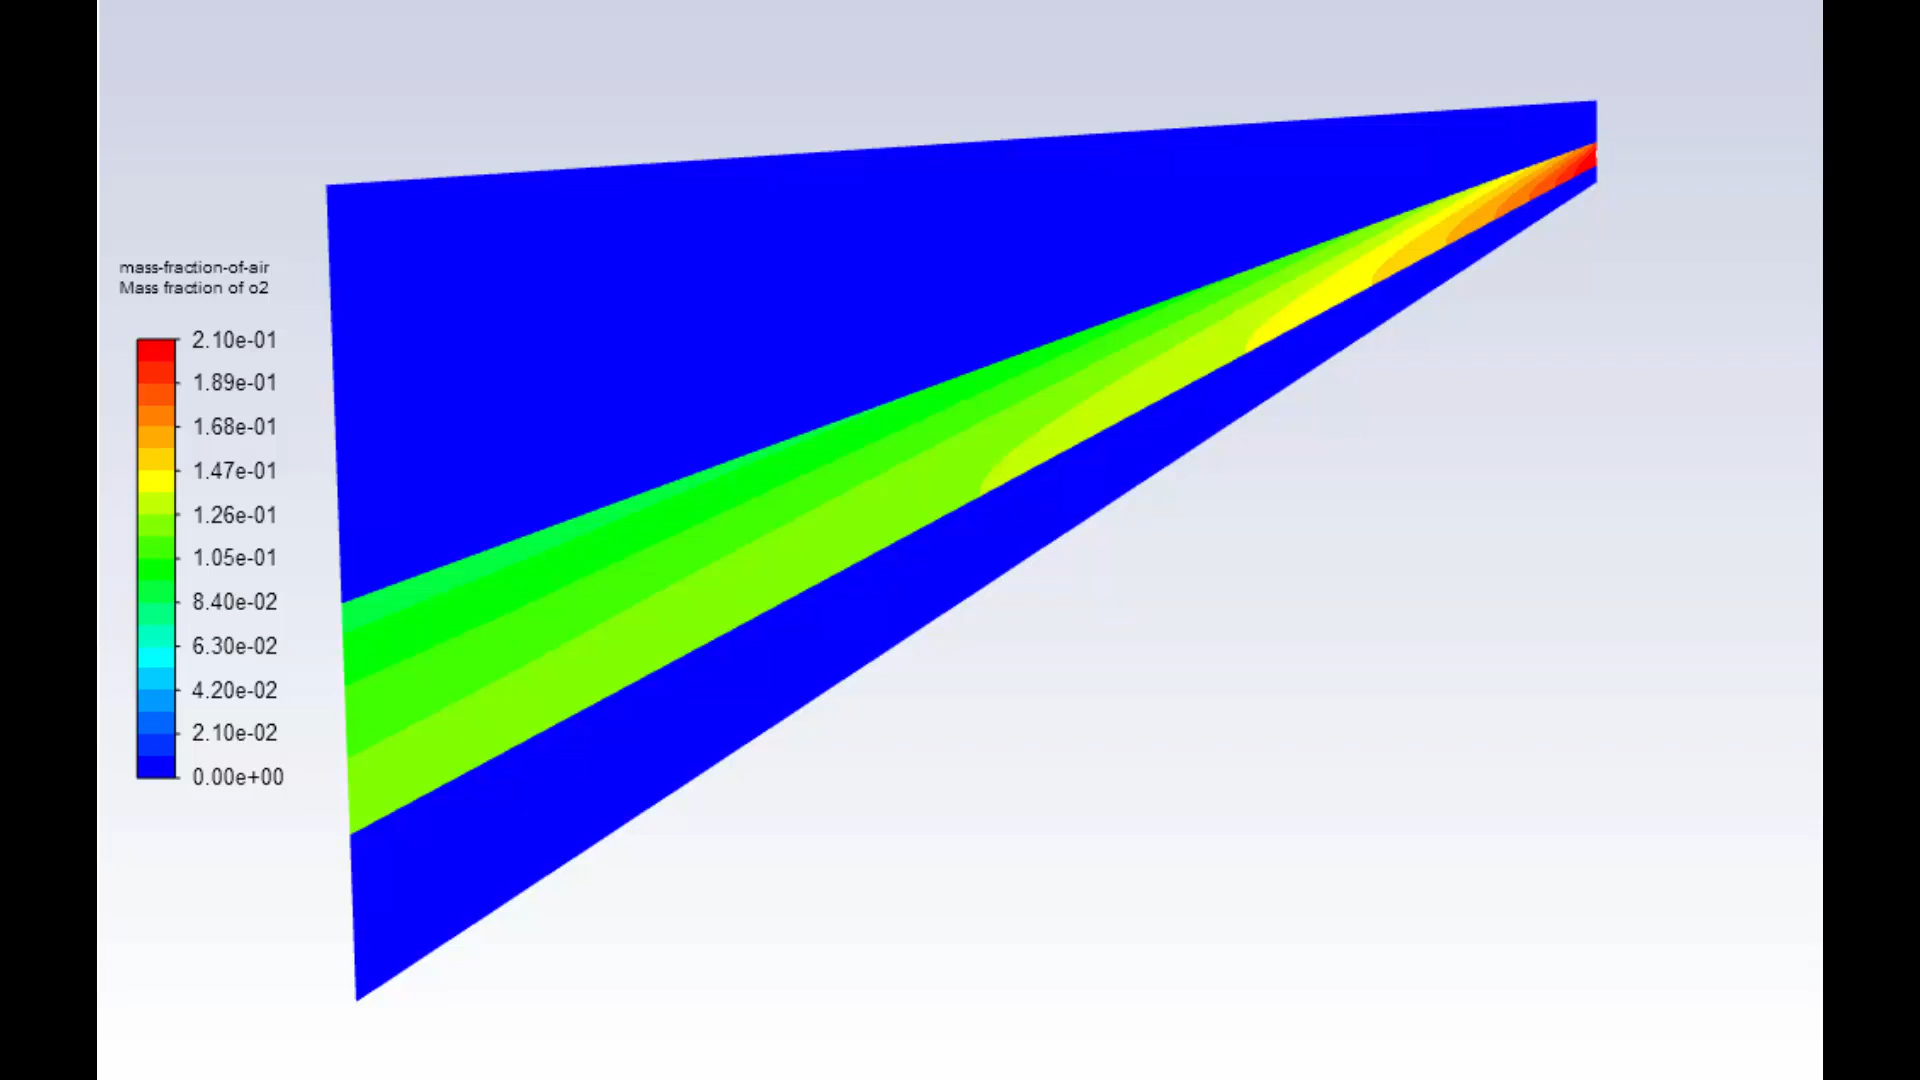 mass-fraction-of-air
Mass fraction of o2
2.10e-01
1.89e-01
1.68e-01
1.47e-01
1.26e-01
1.05e-01
8.40e-02
6.30e-02
4.20e-02
2.10e-02
0.00e+00